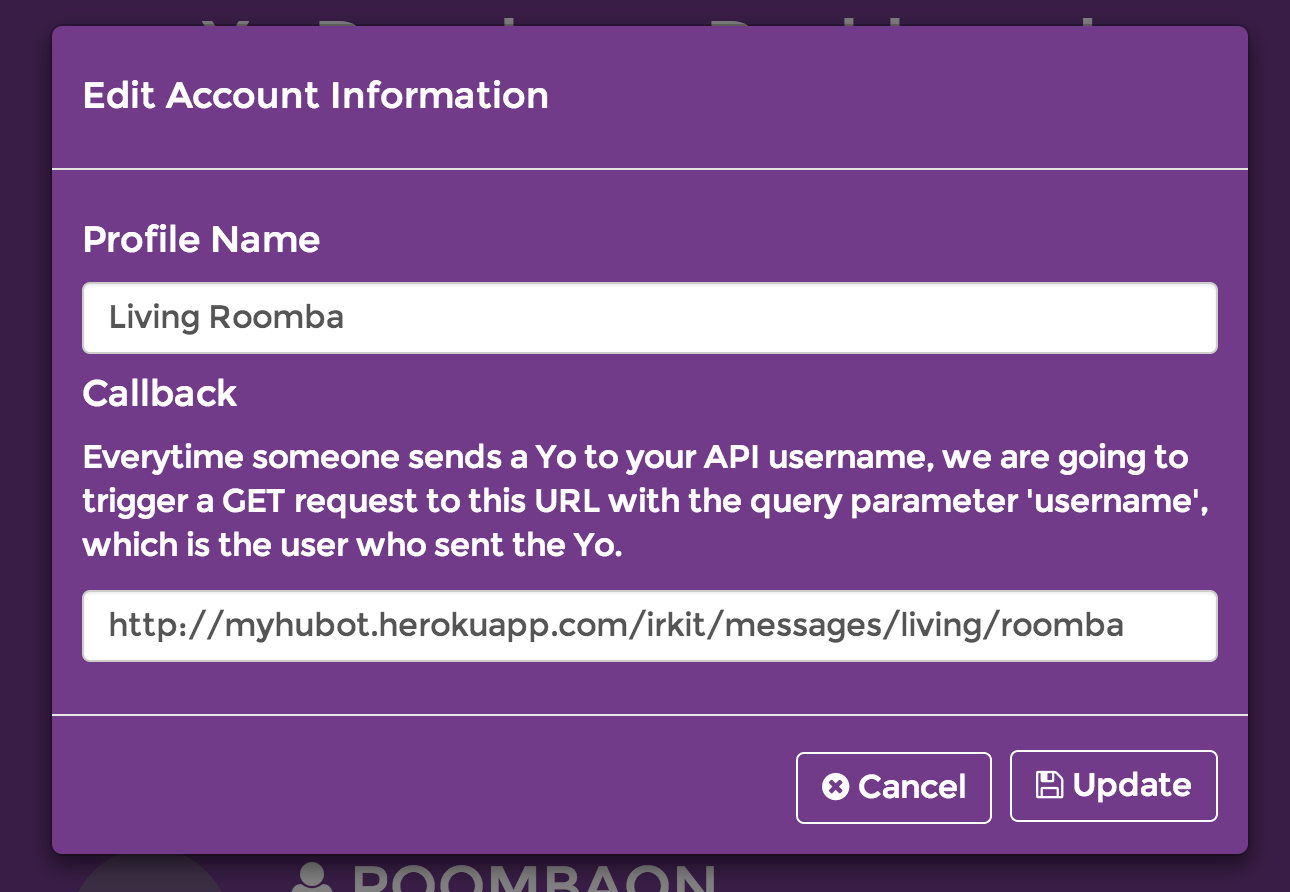 Edit Account Information
Profile Name
Living Roomba
Callback
Everytime someone sends a Yo to your API username, we are going to
trigger a GET request to this URL with the query parameter 'username',
which is the user who sent the Yo.
http://myhubot.herokuapp.com/irkit/messages/living/roomba
Cancel
Update
ROOMBAON